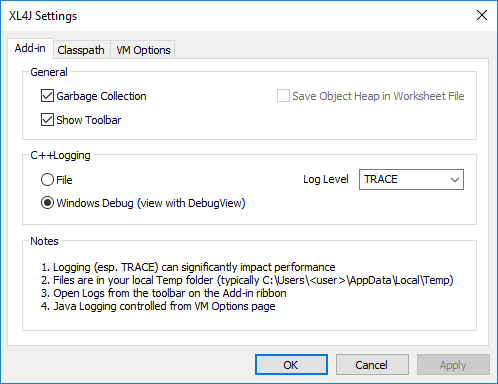 XL4J Settings
Add-in Classpath VM Options
General
Garbage Collection Save Object Heap in Worksheet File
Show Toolbar
C++Logging
File Log Level TRACE
Windows Debug (view with DebugView)
Notes
1. Logging (esp. TRACE) can significantly impact performance
2. Files are in your local Temp folder (typically C:\Users\<user>\AppData\Local\Temp)
3. Open Logs from the toolbar on the Add-in ribbon
4. Java Logging controlled from VM Options page
OK Cancel Apply